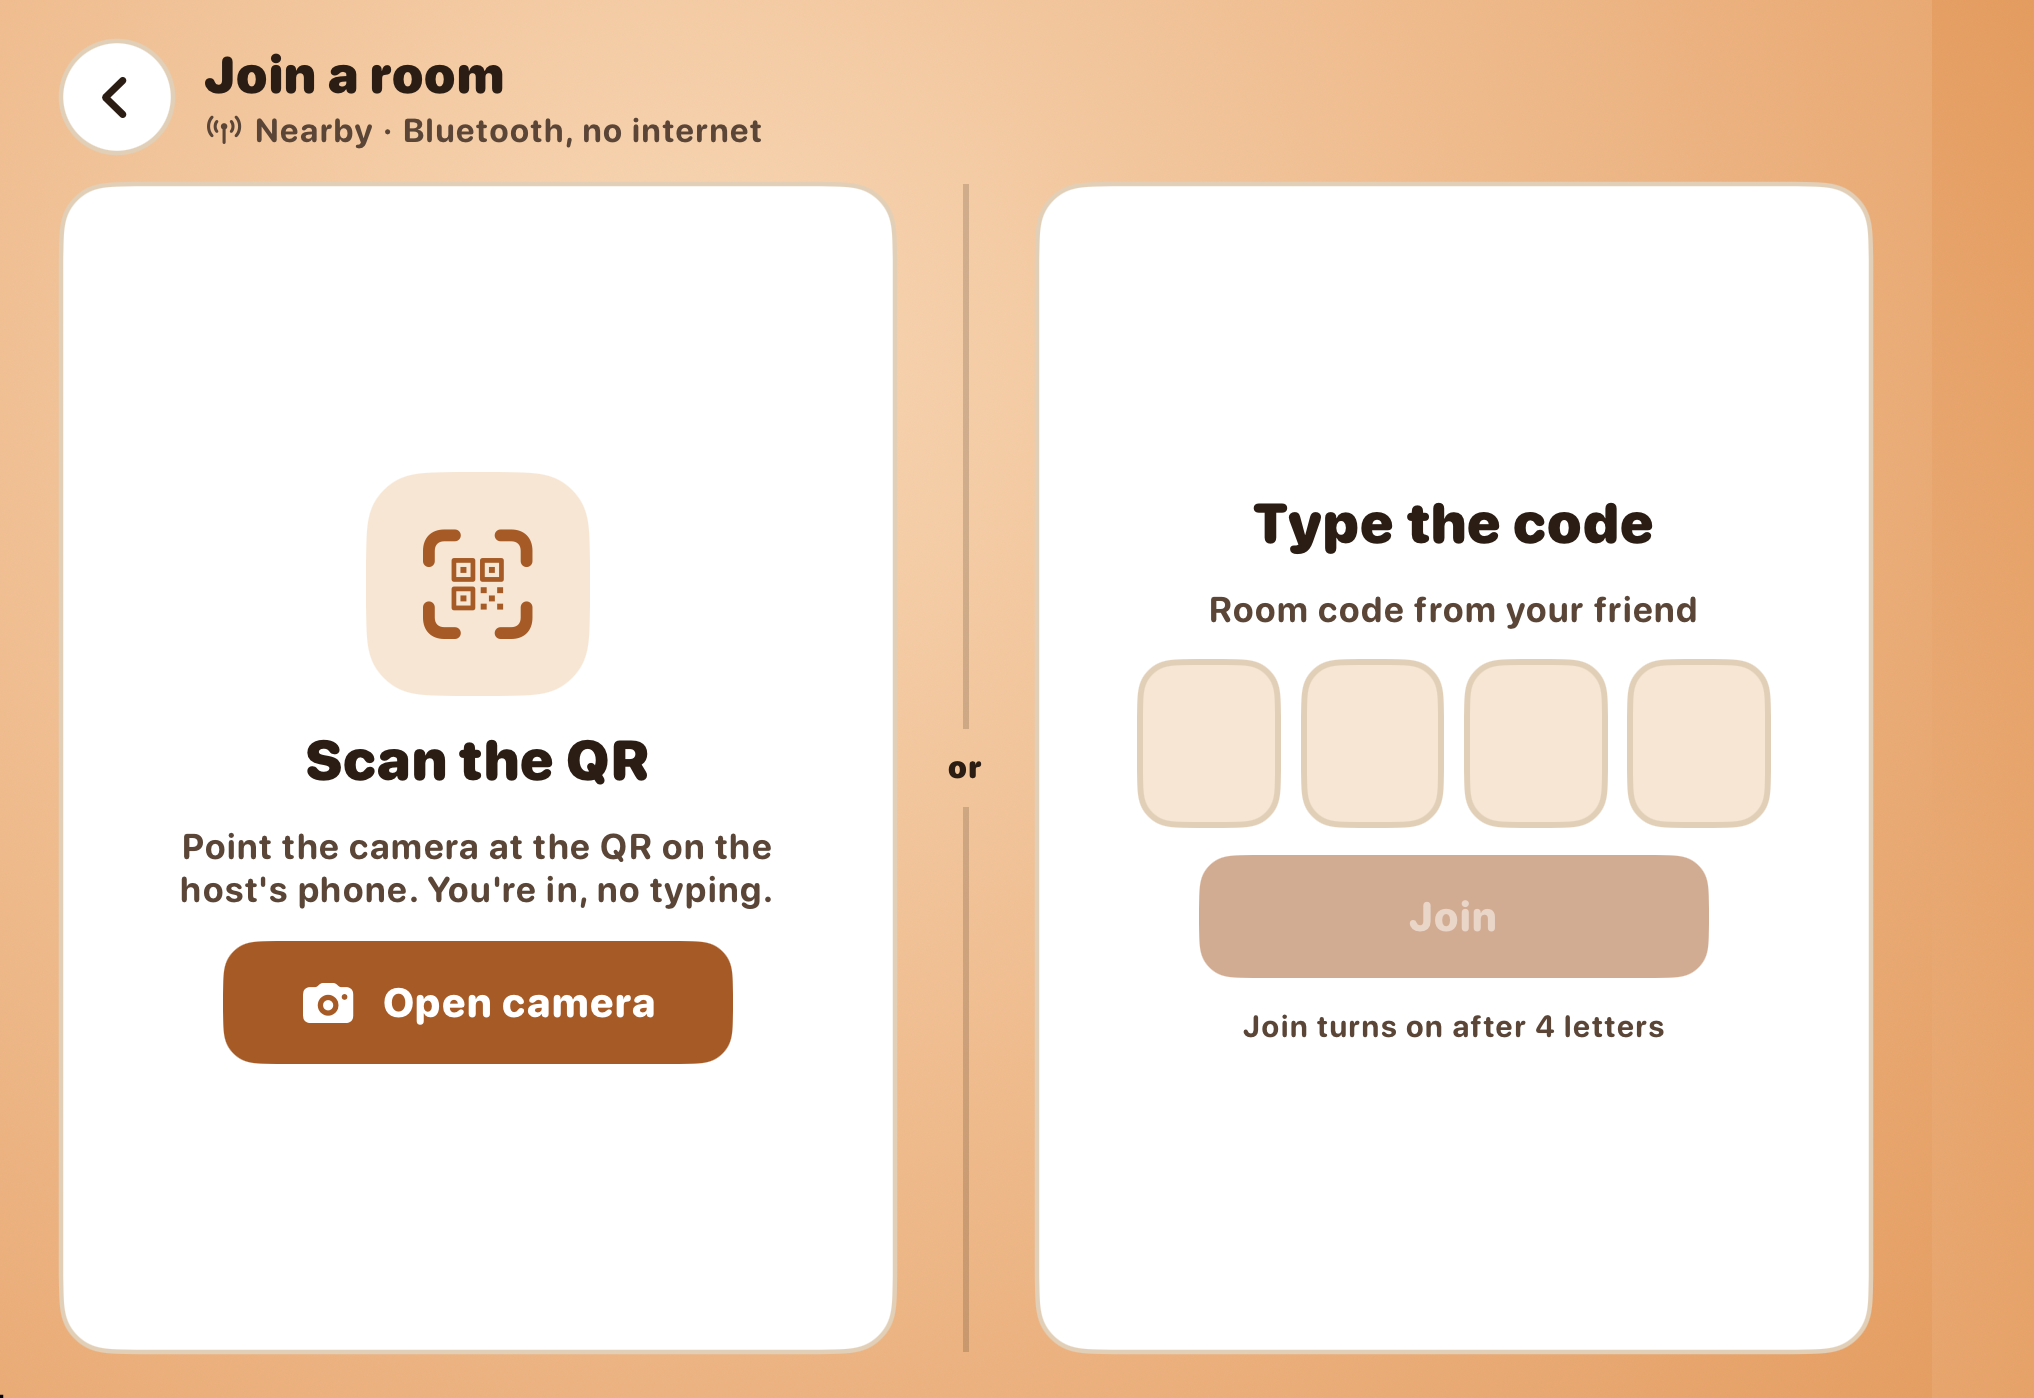 Join a room
Nearby · Bluetooth, no internet
Scan the QR
Point the camera at the QR on the
host's phone. You're in, no typing.
Open camera
or
Type the code
Room code from your friend
Join
Join turns on after 4 letters